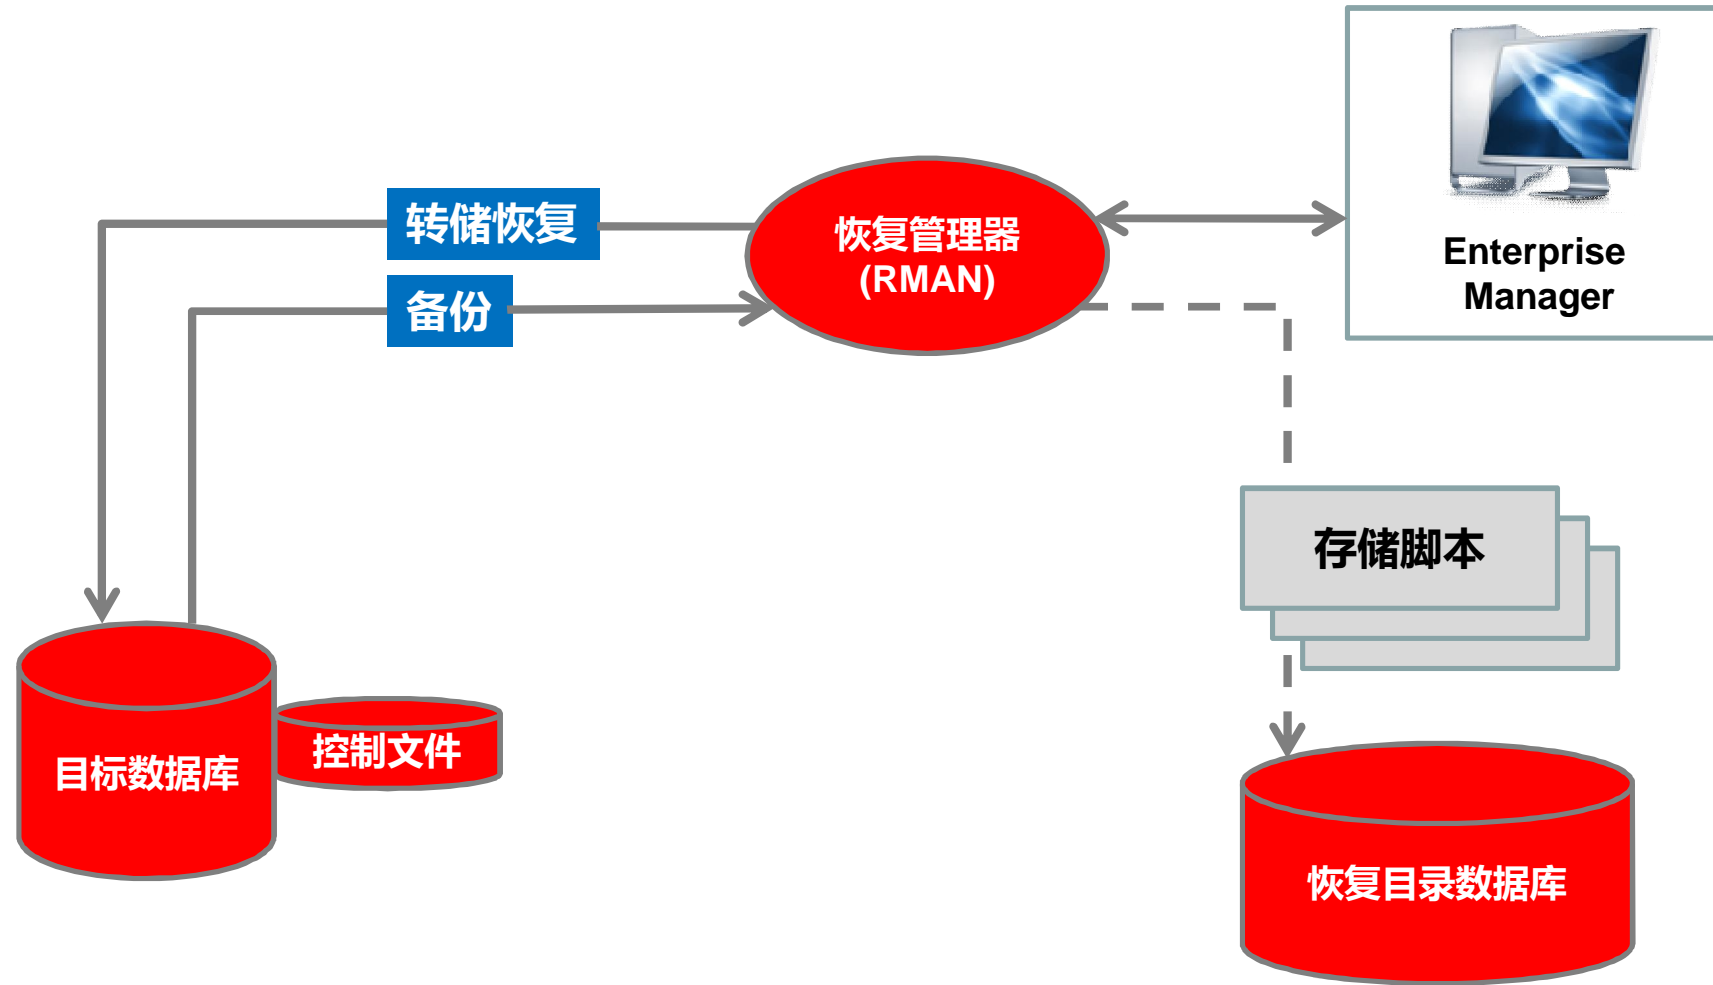 转储恢复
备份
恢复管理器
(RMAN)
Enterprise
Manager
存储脚本
目标数据库
控制文件
恢复目录数据库